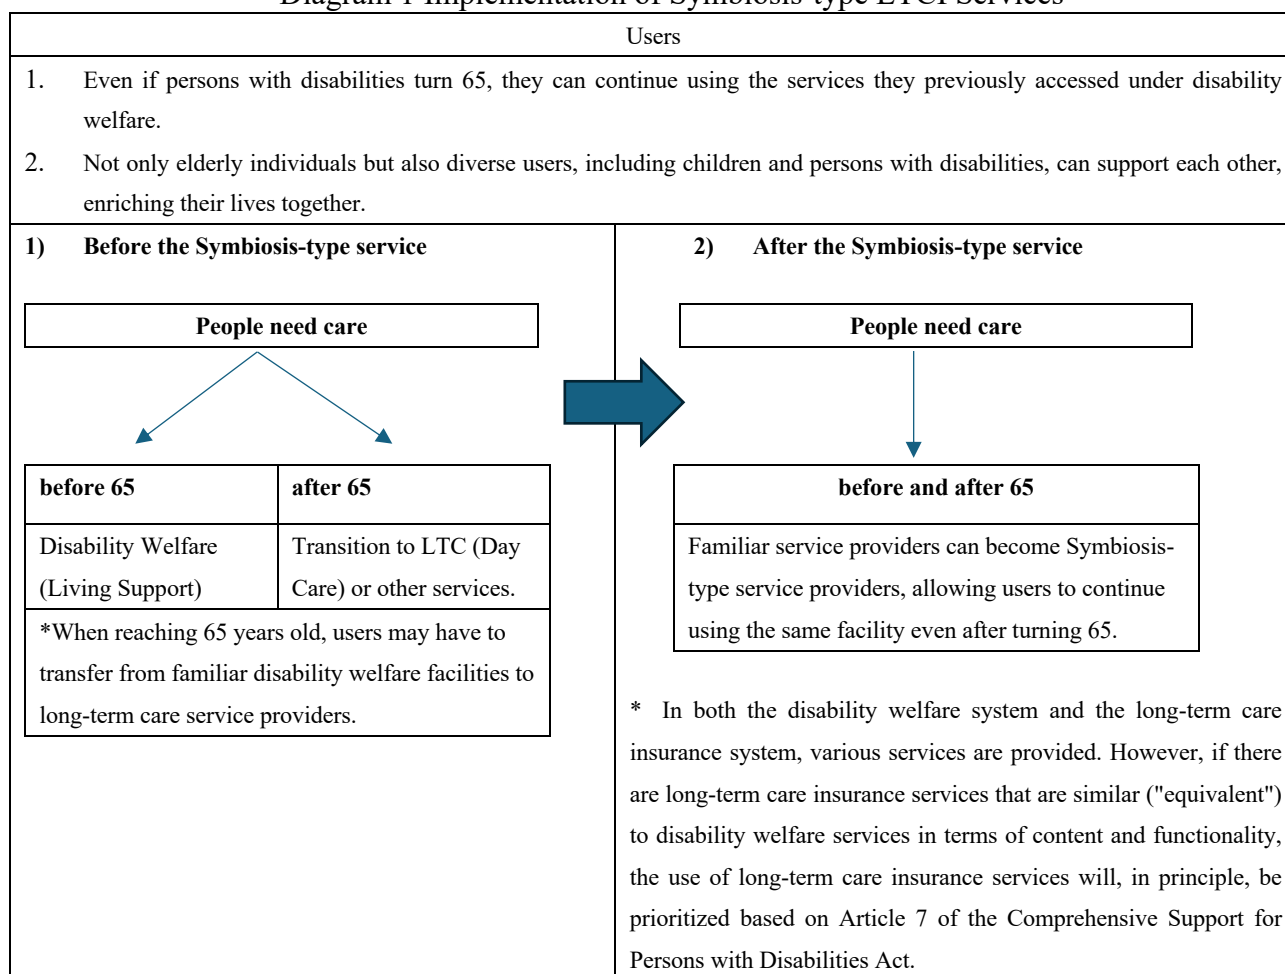 Diagram 1 Implementation of Symbiosis-type LTCI Services
Users
1. Even if persons with disabilities turn 65, they can continue using the services they previously accessed under disability
welfare.
2. Not only elderly individuals but also diverse users, including children and persons with disabilities, can support each other,
enriching their lives together.
1) Before the Symbiosis-type service
People need care
before 65
after 65
Disability Welfare
(Living Support)
Transition to LTC (Day
Care) or other services.
*When reaching 65 years old, users may have to
transfer from familiar disability welfare facilities to
long-term care service providers.
2) After the Symbiosis-type service
People need care
before and after 65
Familiar service providers can become Symbiosis-
type service providers, allowing users to continue
using the same facility even after turning 65.
* In both the disability welfare system and the long-term care
insurance system, various services are provided. However, if there
are long-term care insurance services that are similar ("equivalent")
to disability welfare services in terms of content and functionality,
the use of long-term care insurance services will, in principle, be
prioritized based on Article 7 of the Comprehensive Support for
Persons with Disabilities Act.